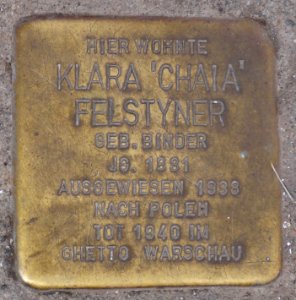 HIER WOHNTE
KLARA 'CHAIA'
FELSTYNER
GEB. BINDER
JG. 1881
AUSGEWIESEN 1938
NACH POLEN
TOT 1940 IM
GHETTO WARSCHAU